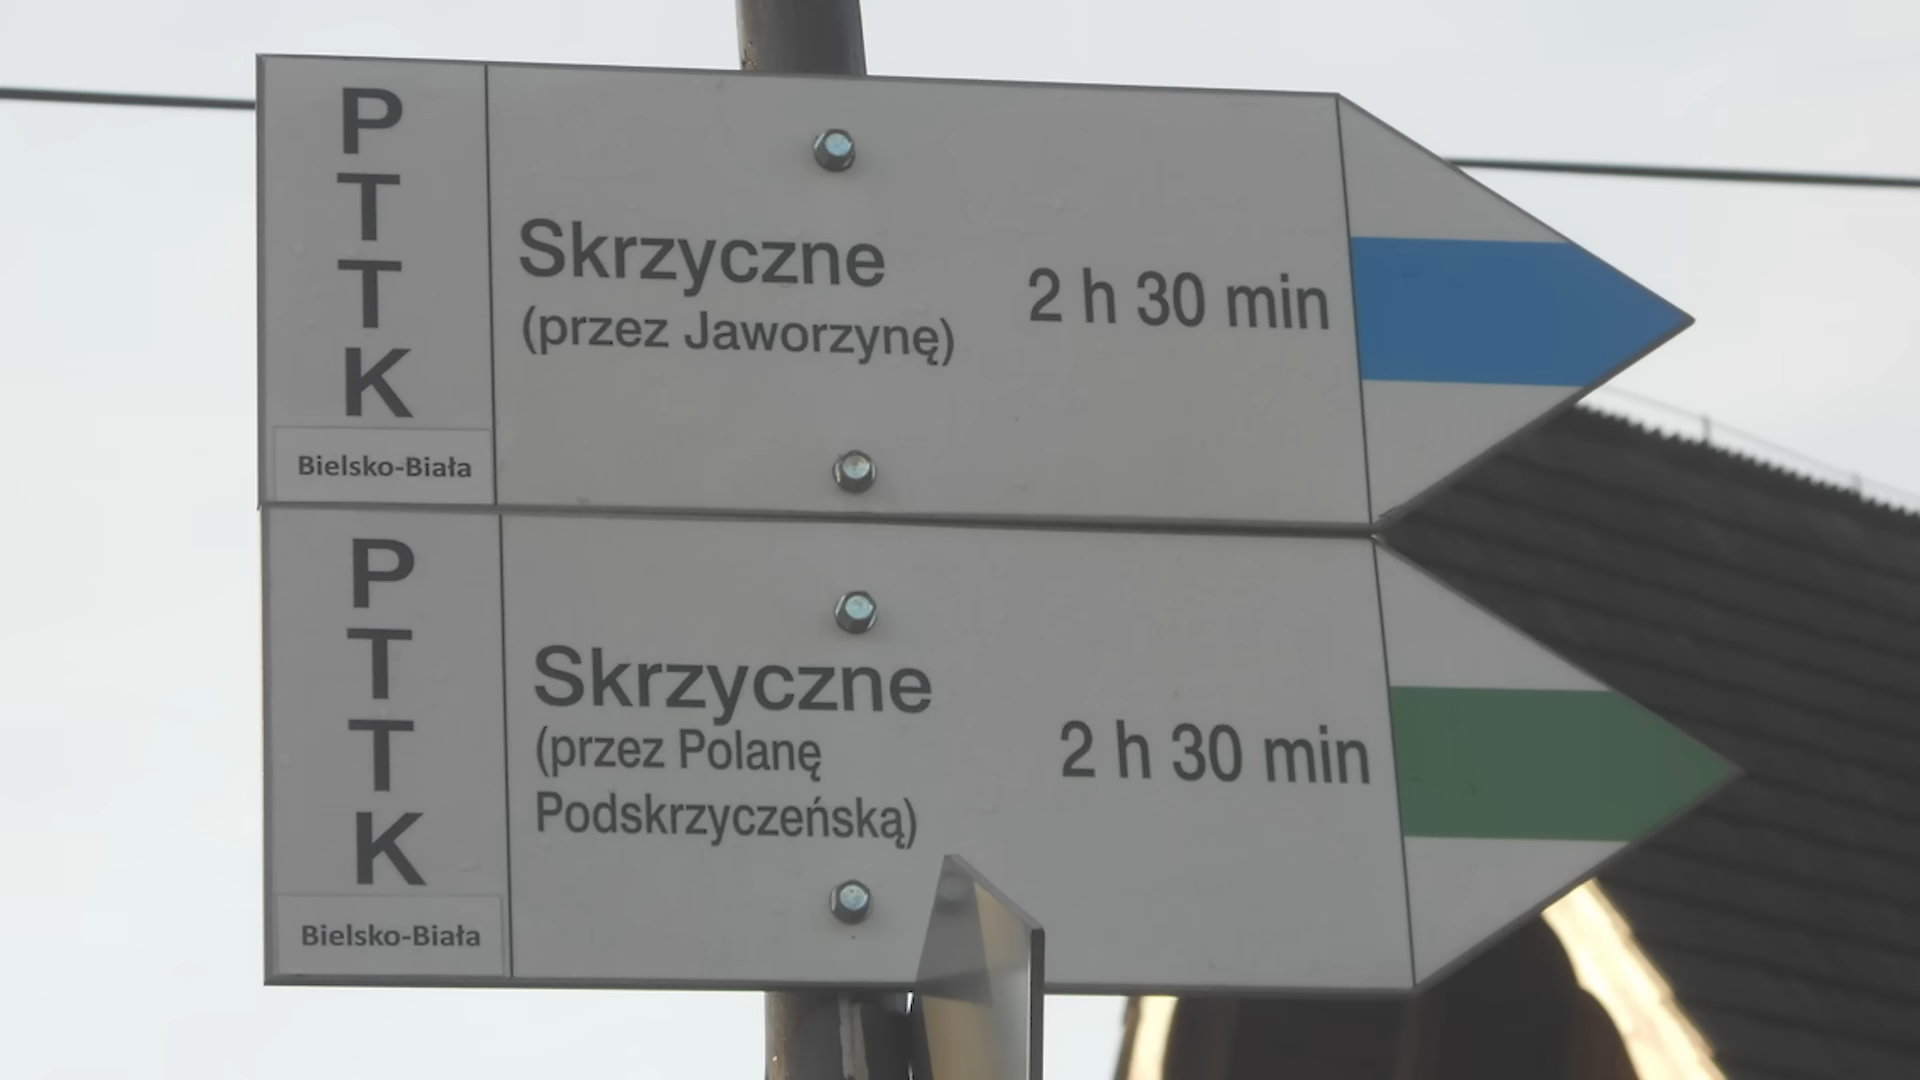 P
T
T
K
Bielsko-Biała
Skrzyczne
(przez Jaworzynę)
2 h 30 min
P
T
T
K
Bielsko-Biała
Skrzyczne
(przez Polanę
Podskrzyczeńską)
2 h 30 min